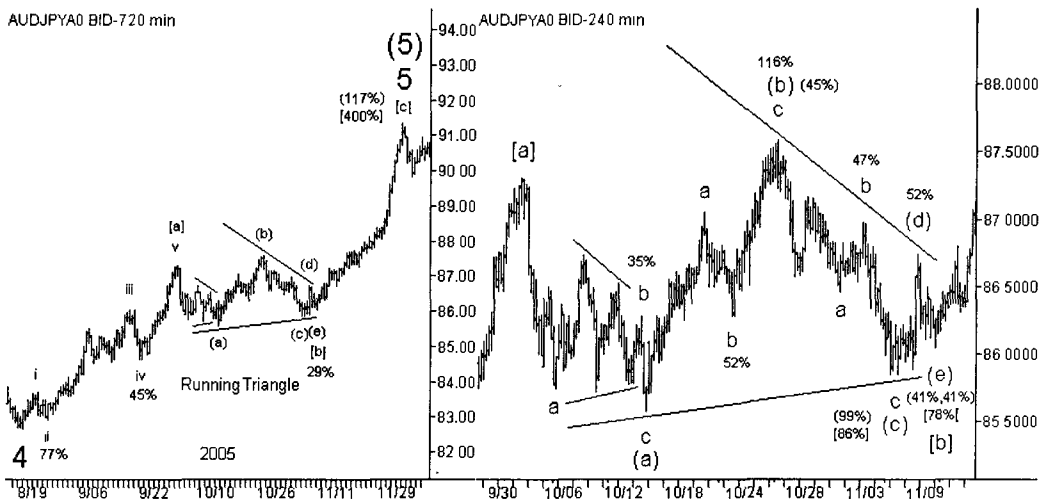 AUDJPYA0 BID-720 min
94.00
(5)
93.00
5
92.00
(117%)
[400%]
[c]
91.00
90.00
89.00
[a]
v
(b)
88.00
(d)
87.00
iii
86.00
(a)
(c)(e)
[b]
29%
85.00
iv
45%
Running Triangle
84.00
i
83.00
ii
77%
4
2005
82.00
8/19 9/06 9/22 10/10 10/26 11/11 11/29
AUDJPYA0 BID-240 min
116%
(b) (45%)
c
88.0000
[a]
87.5000
a
47%
b
52%
(d)
87.0000
35%
b
86.5000
b
52%
a
86.0000
a
(e)
c (41%,41%)
(99%) (c) [78%[
[86%]
85.5000
c
(a)
[b]
9/30 10/06 10/12 10/18 10/24 10/28 11/03 11/09